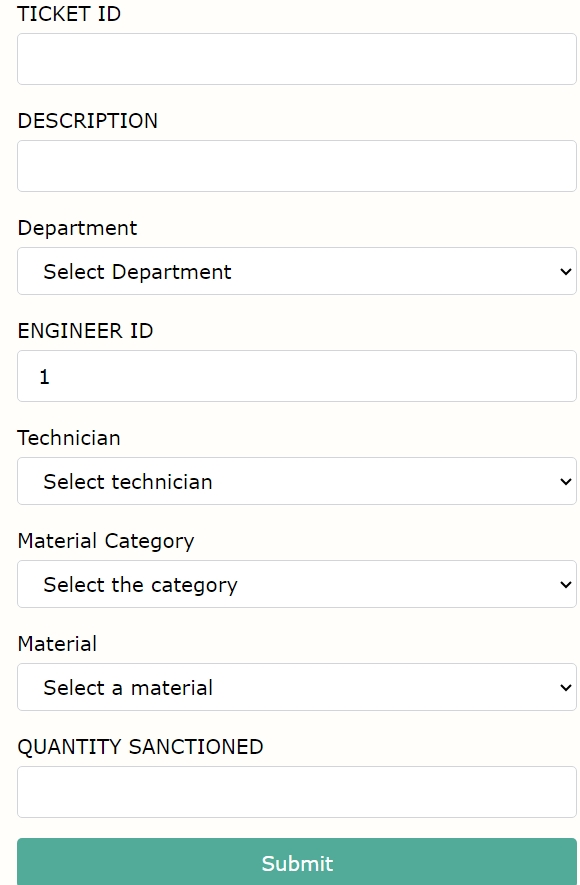 TICKET ID
DESCRIPTION
Department
Select Department
ENGINEER ID
1
Technician
Select technician
Material Category
Select the category
Material
Select a material
QUANTITY SANCTIONED
Submit